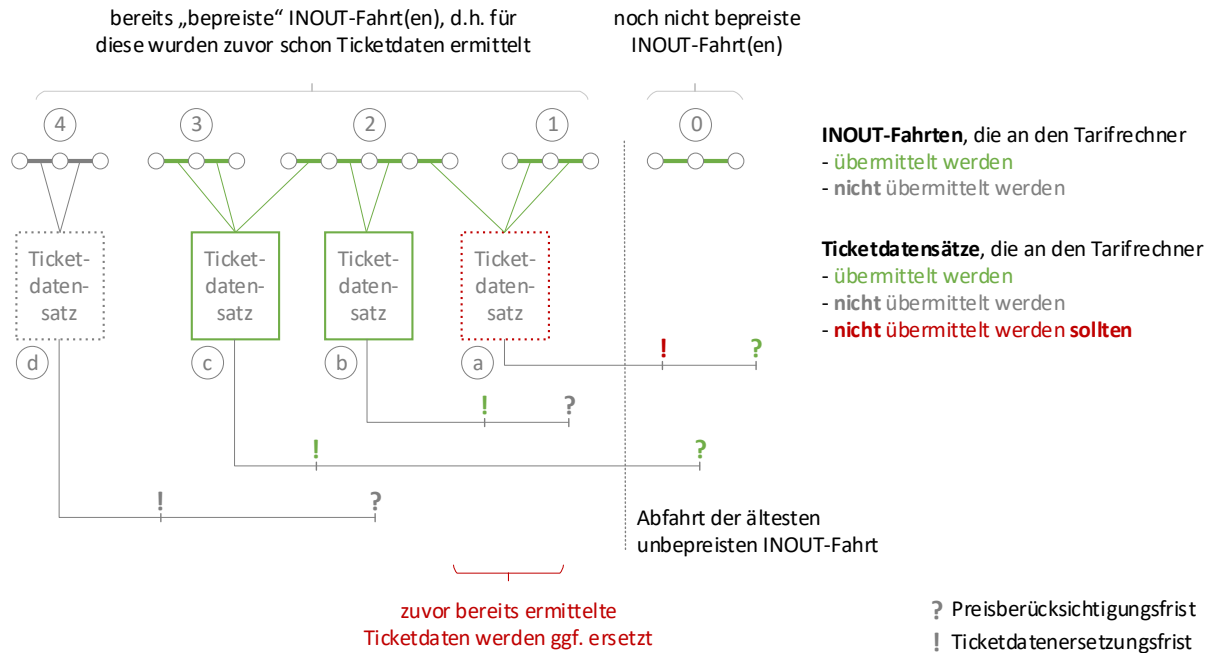 bereits „bepreiste“ INOUT-Fahrt(en), d.h. für
diese wurden zuvor schon Ticketdaten ermittelt
noch nicht bepreiste
INOUT-Fahrt(en)
4
3
2
1
0
INOUT-Fahrten, die an den Tarifrechner
- übermittelt werden
- nicht übermittelt werden
Ticketdatensätze, die an den Tarifrechner
- übermittelt werden
- nicht übermittelt werden
- nicht übermittelt werden sollten
Ticket-
daten-
satz
Ticket-
daten-
satz
Ticket-
daten-
satz
Ticket-
daten-
satz
d
c
b
a
! ?
! ?
! ?
! ?
Abfahrt der ältesten
unbepreisten INOUT-Fahrt
zuvor bereits ermittelte
Ticketdaten werden ggf. ersetzt
? Preisberücksichtigungsfrist
! Ticketdatenersetzungsfrist